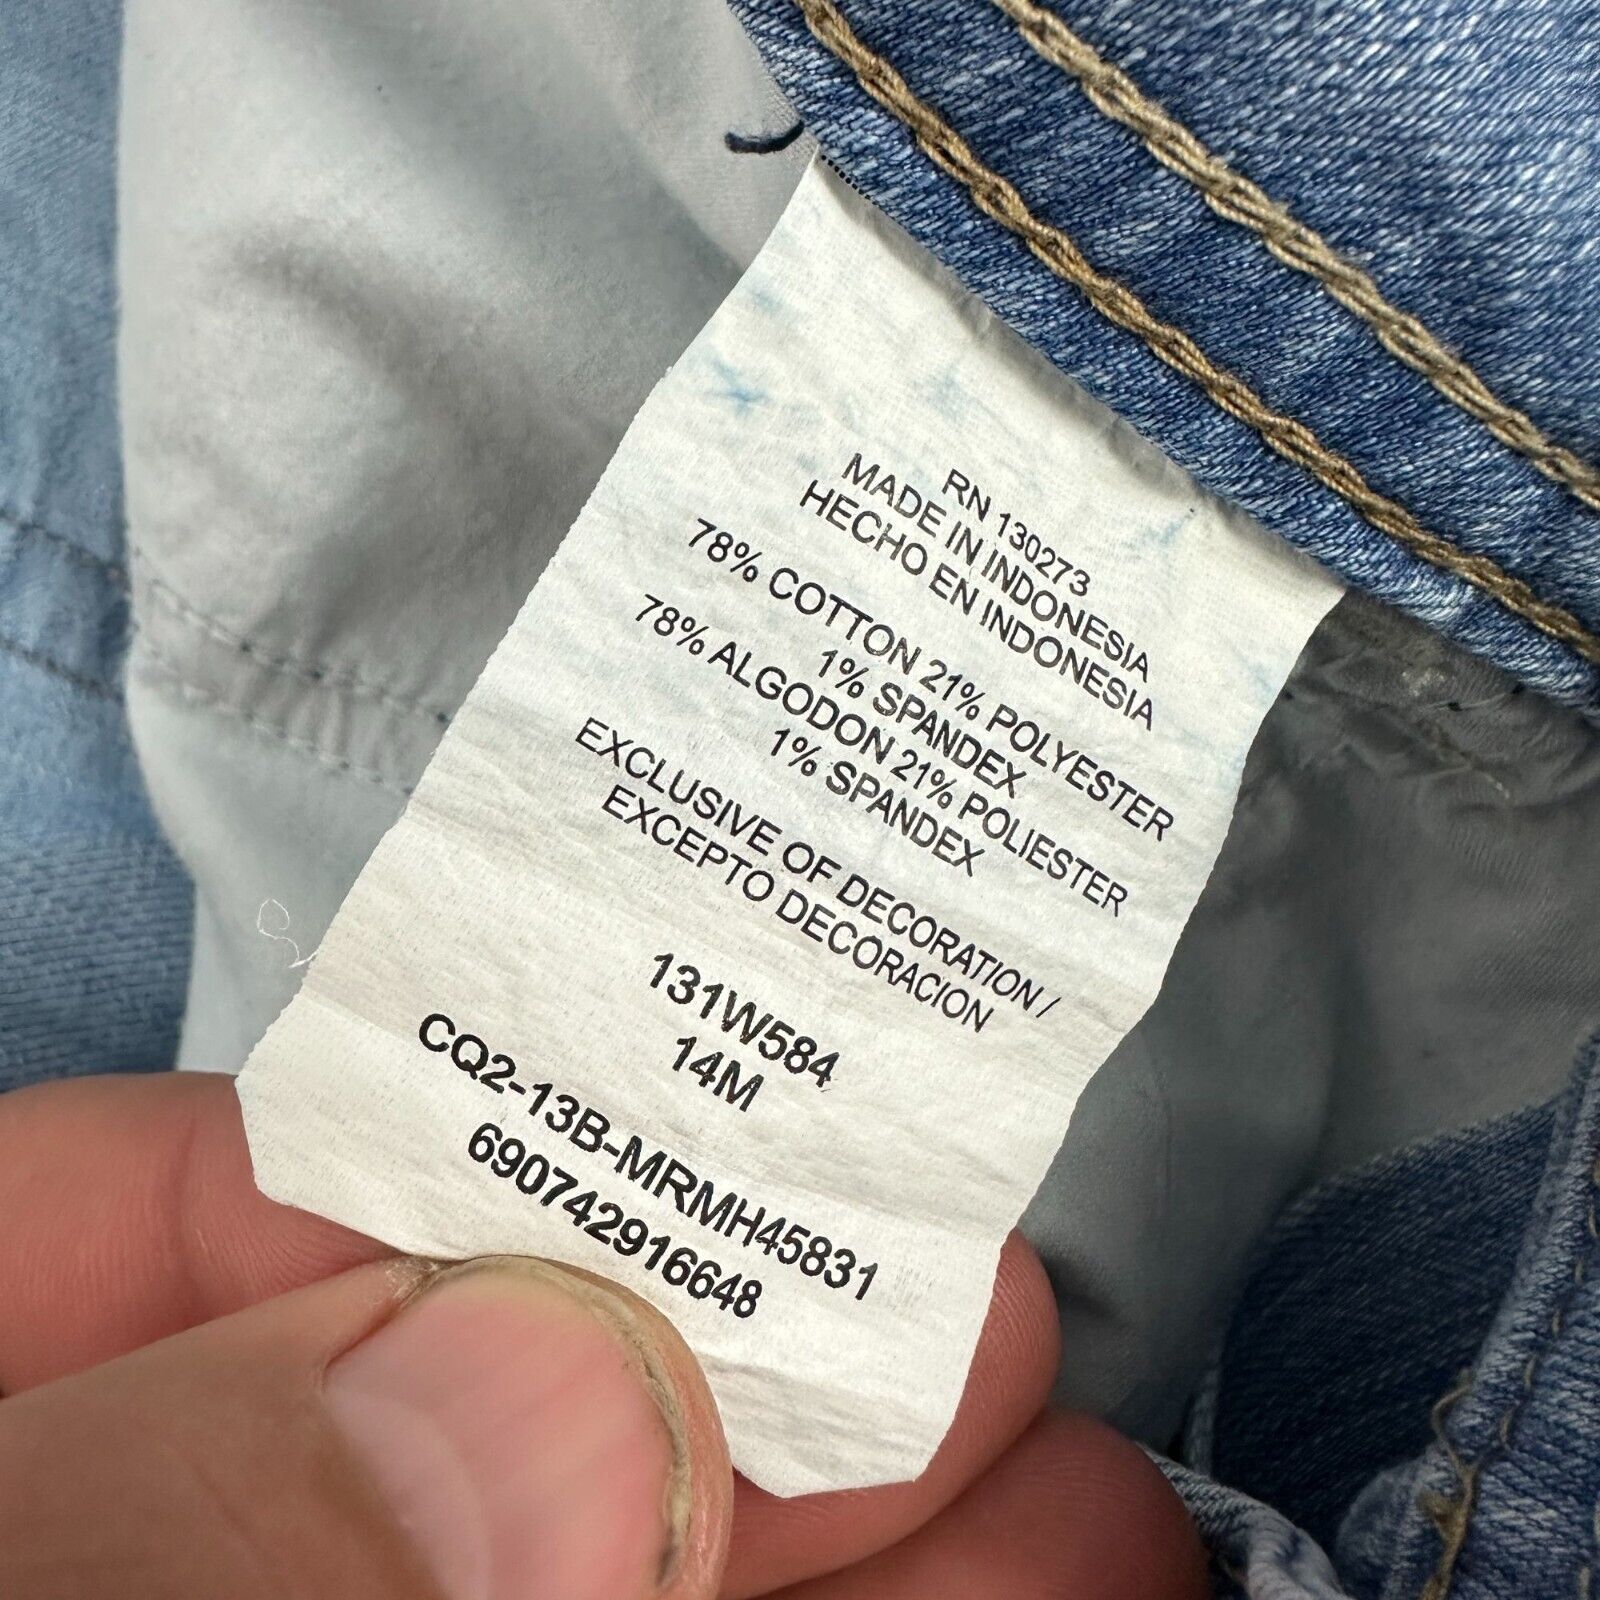 RN 130273
MADE IN INDONESIA
HECHO EN INDONESIA
78% COTTON 21% POLYESTER
1% SPANDEX
78% ALGODON 21% POLIESTER
1% SPANDEX
EXCLUSIVE OF DECORATION /
EXCEPTO DECORACION
131W584
14M
CQ2-13B-MRMH45831
690742916648